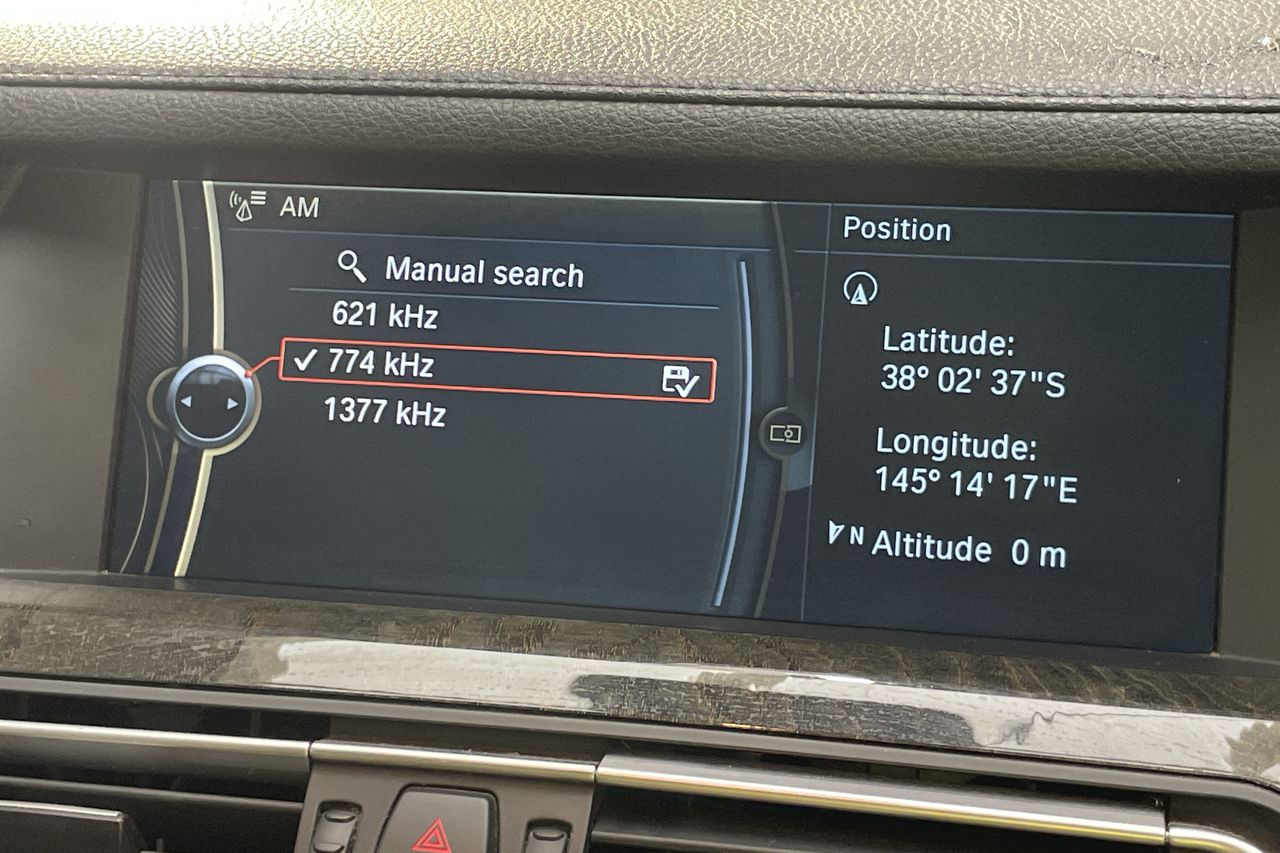 AM
Manual search
621 kHz
✓ 774 kHz
1377 kHz
Position
Latitude:
38° 02' 37"S
Longitude:
145° 14' 17"E
N Altitude 0 m